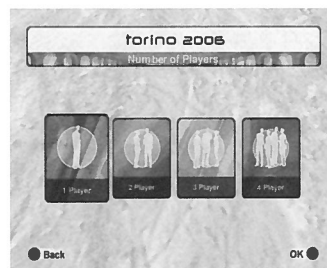 torino 2006
Number of Players
1 Player
2 Player
3 Player
4 Player
Back
OK